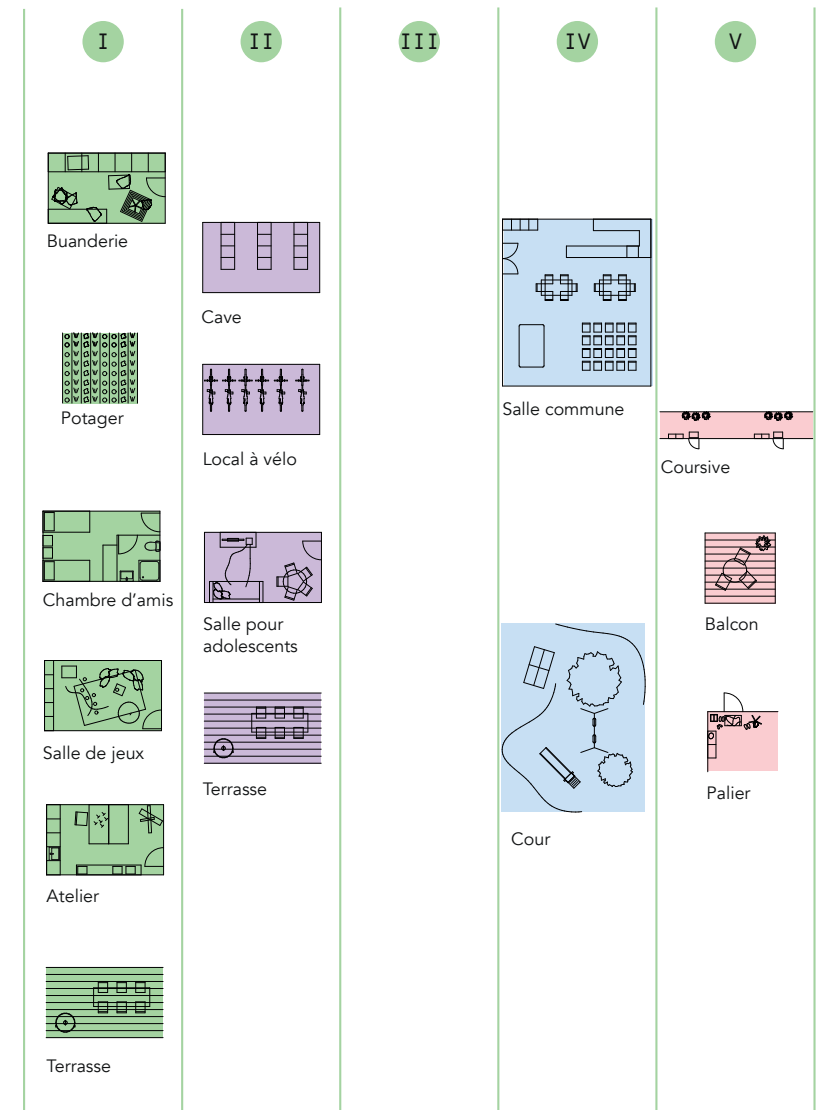 I
II
III
IV
V
Buanderie
Potager
Chambre d'amis
Salle de jeux
Atelier
Terrasse
Cave
Local à vélo
Salle pour
adolescents
Terrasse
Salle commune
Cour
Coursive
Balcon
Palier